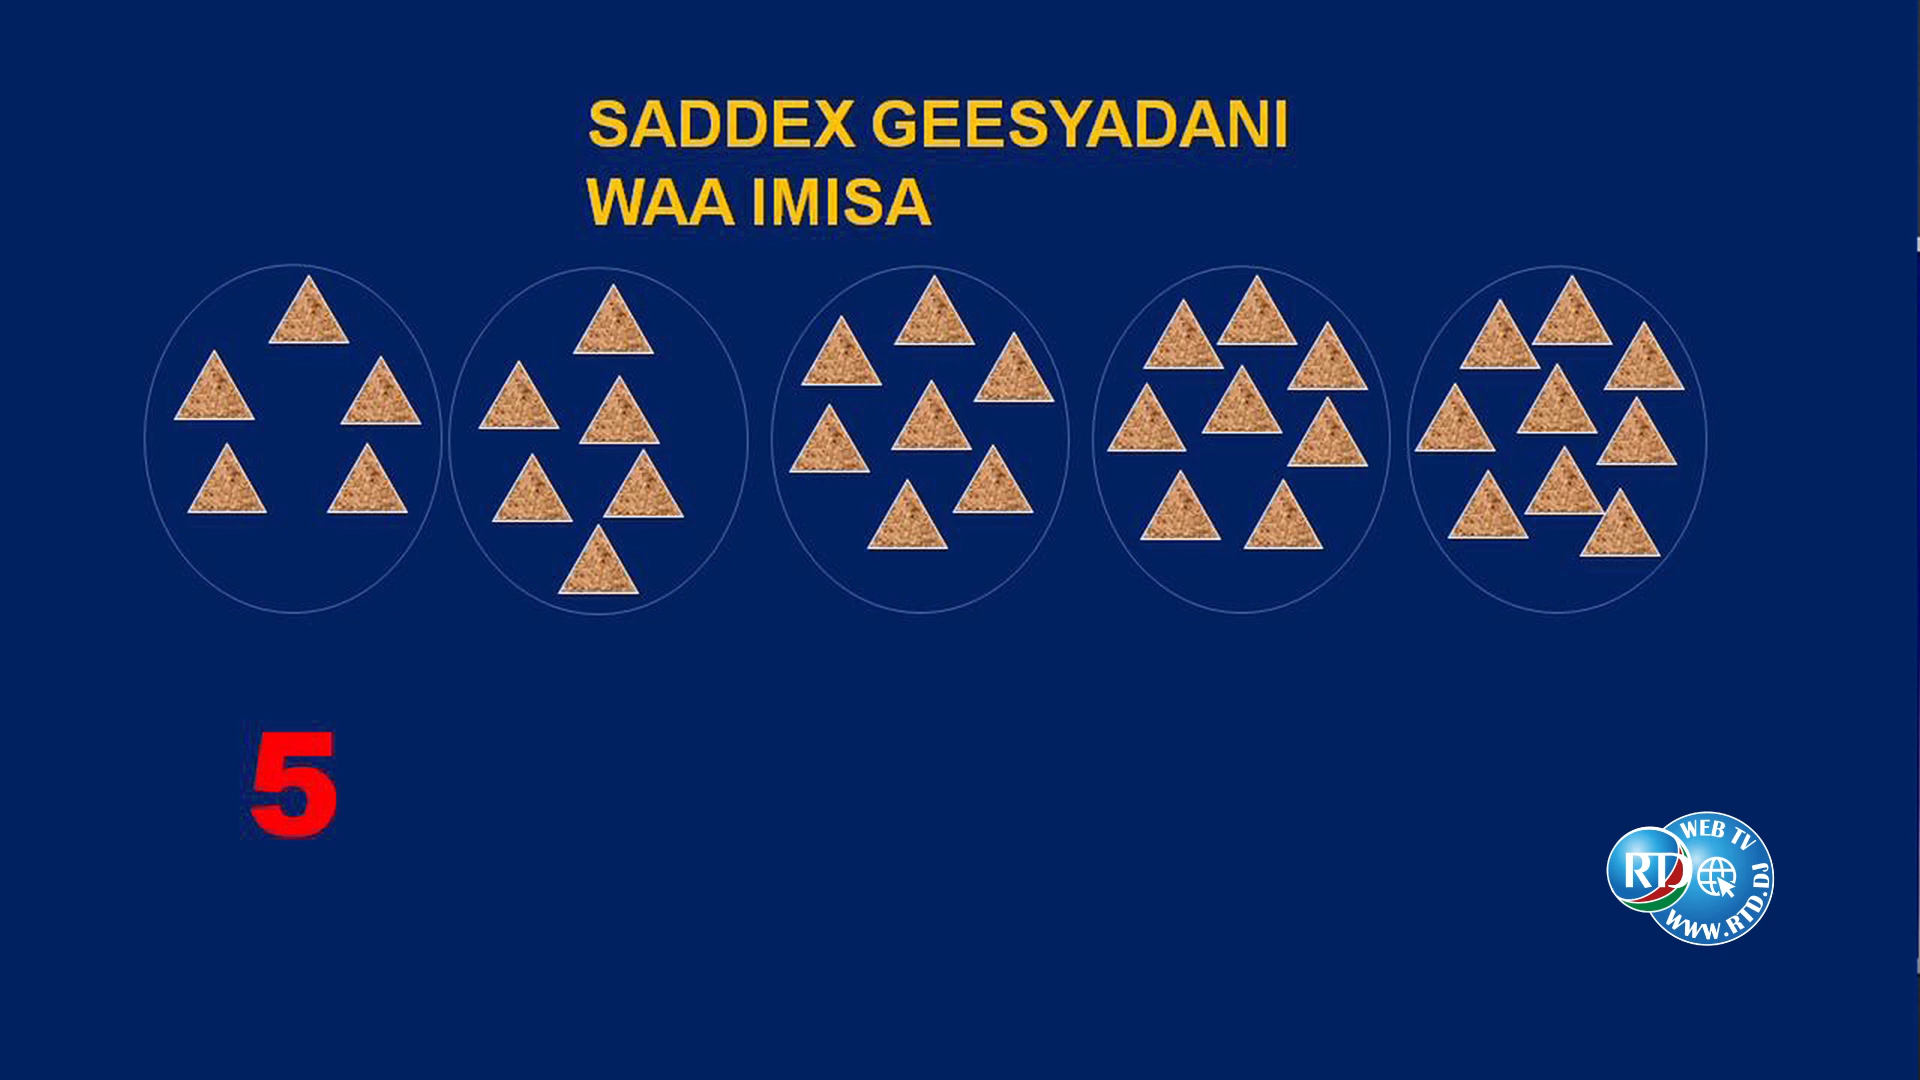 SADDEX GEESYADANI
WAA IMISA
5
WEB TV
RTD
WWW.RTD.DJ